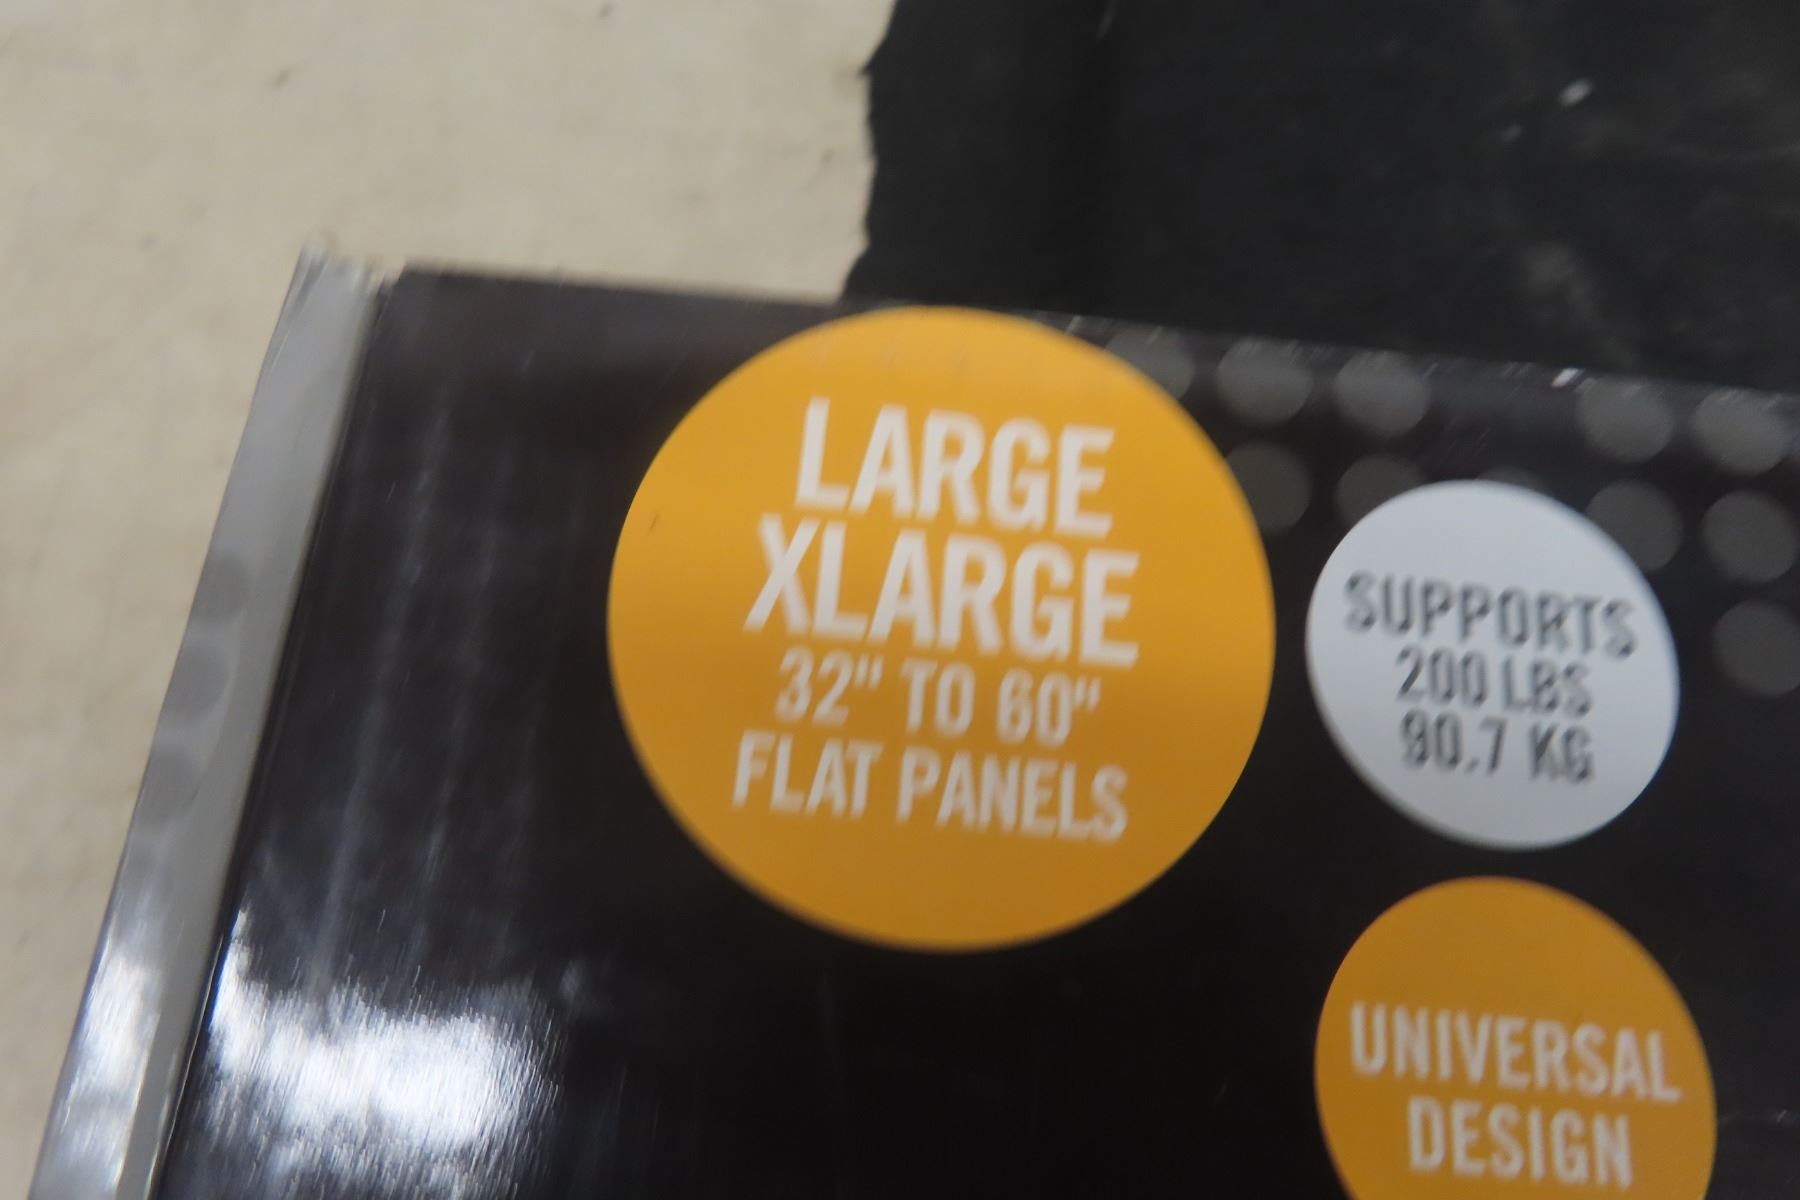 LARGE
XLARGE
32" TO 60"
FLAT PANELS
SUPPORTS
200 LBS
90.7 KG
UNIVERSAL
DESIGN